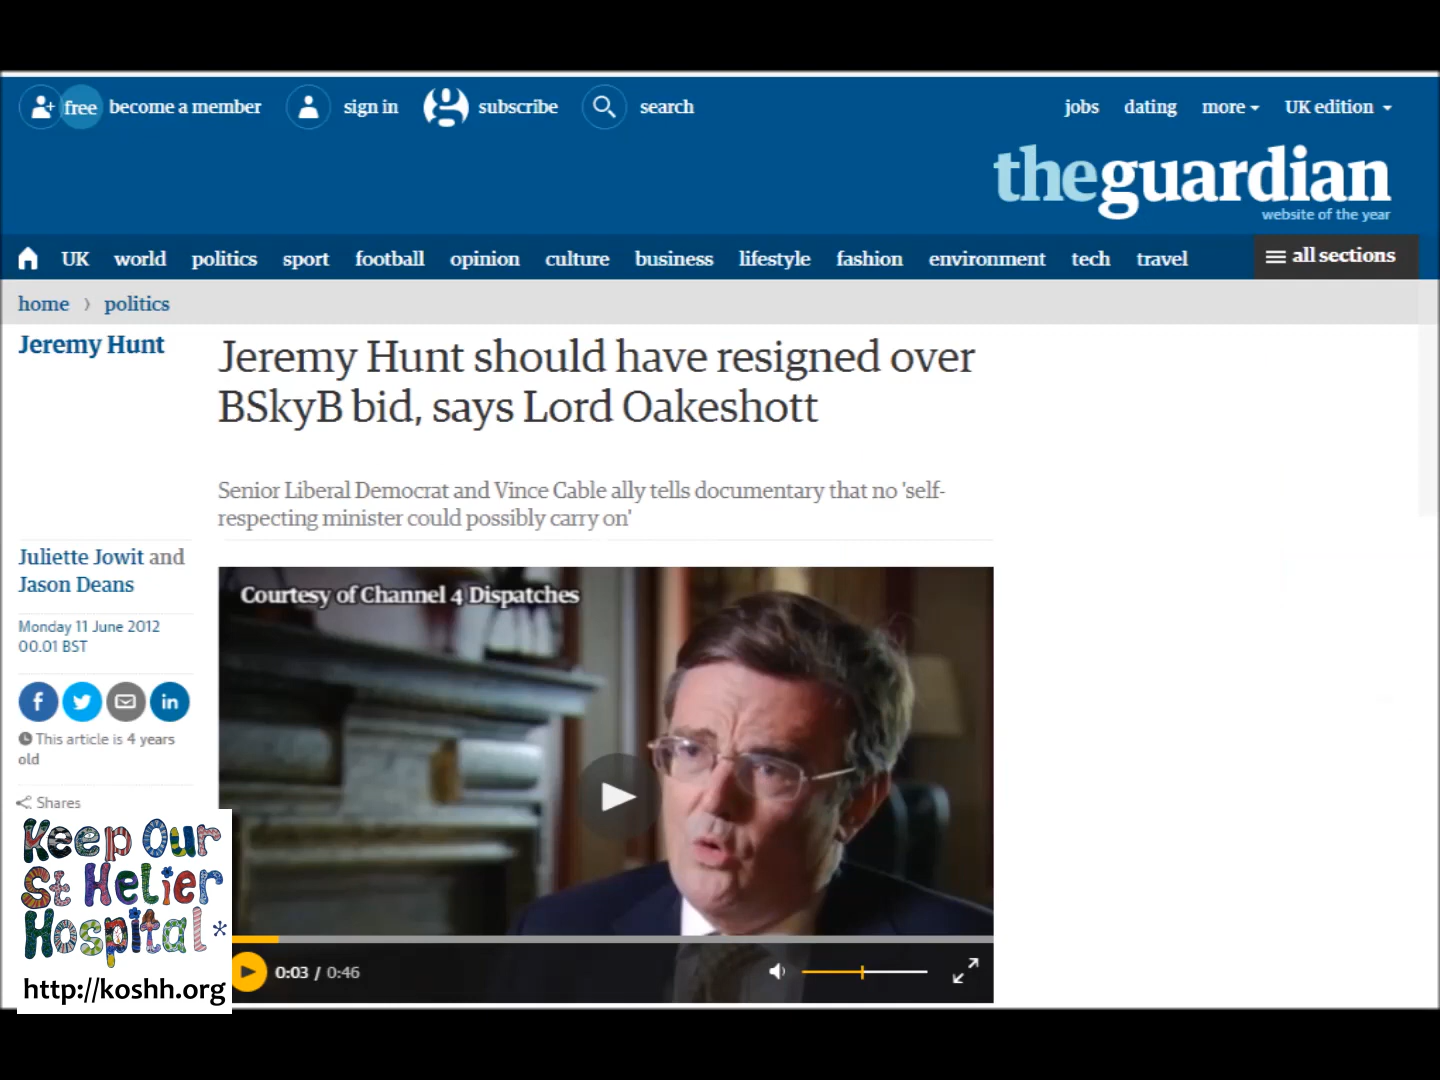 free become a member sign in subscribe search jobs dating more UK edition
theguardian
website of the year
UK world politics sport football opinion culture business lifestyle fashion environment tech travel all sections
home › politics
Jeremy Hunt
Jeremy Hunt should have resigned over
BSkyB bid, says Lord Oakeshott
Senior Liberal Democrat and Vince Cable ally tells documentary that no 'self-
respecting minister could possibly carry on'
Juliette Jowit and
Jason Deans
Monday 11 June 2012
00.01 BST
This article is 4 years
old
Shares
Courtesy of Channel 4 Dispatches
0:03 / 0:46
Keep Our
St Helier
Hospital*
http://koshh.org